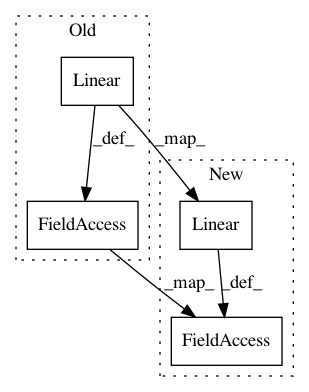 Old
Linear
_def_
_map_
New
FieldAccess
Linear
_map_
_def_
FieldAccess